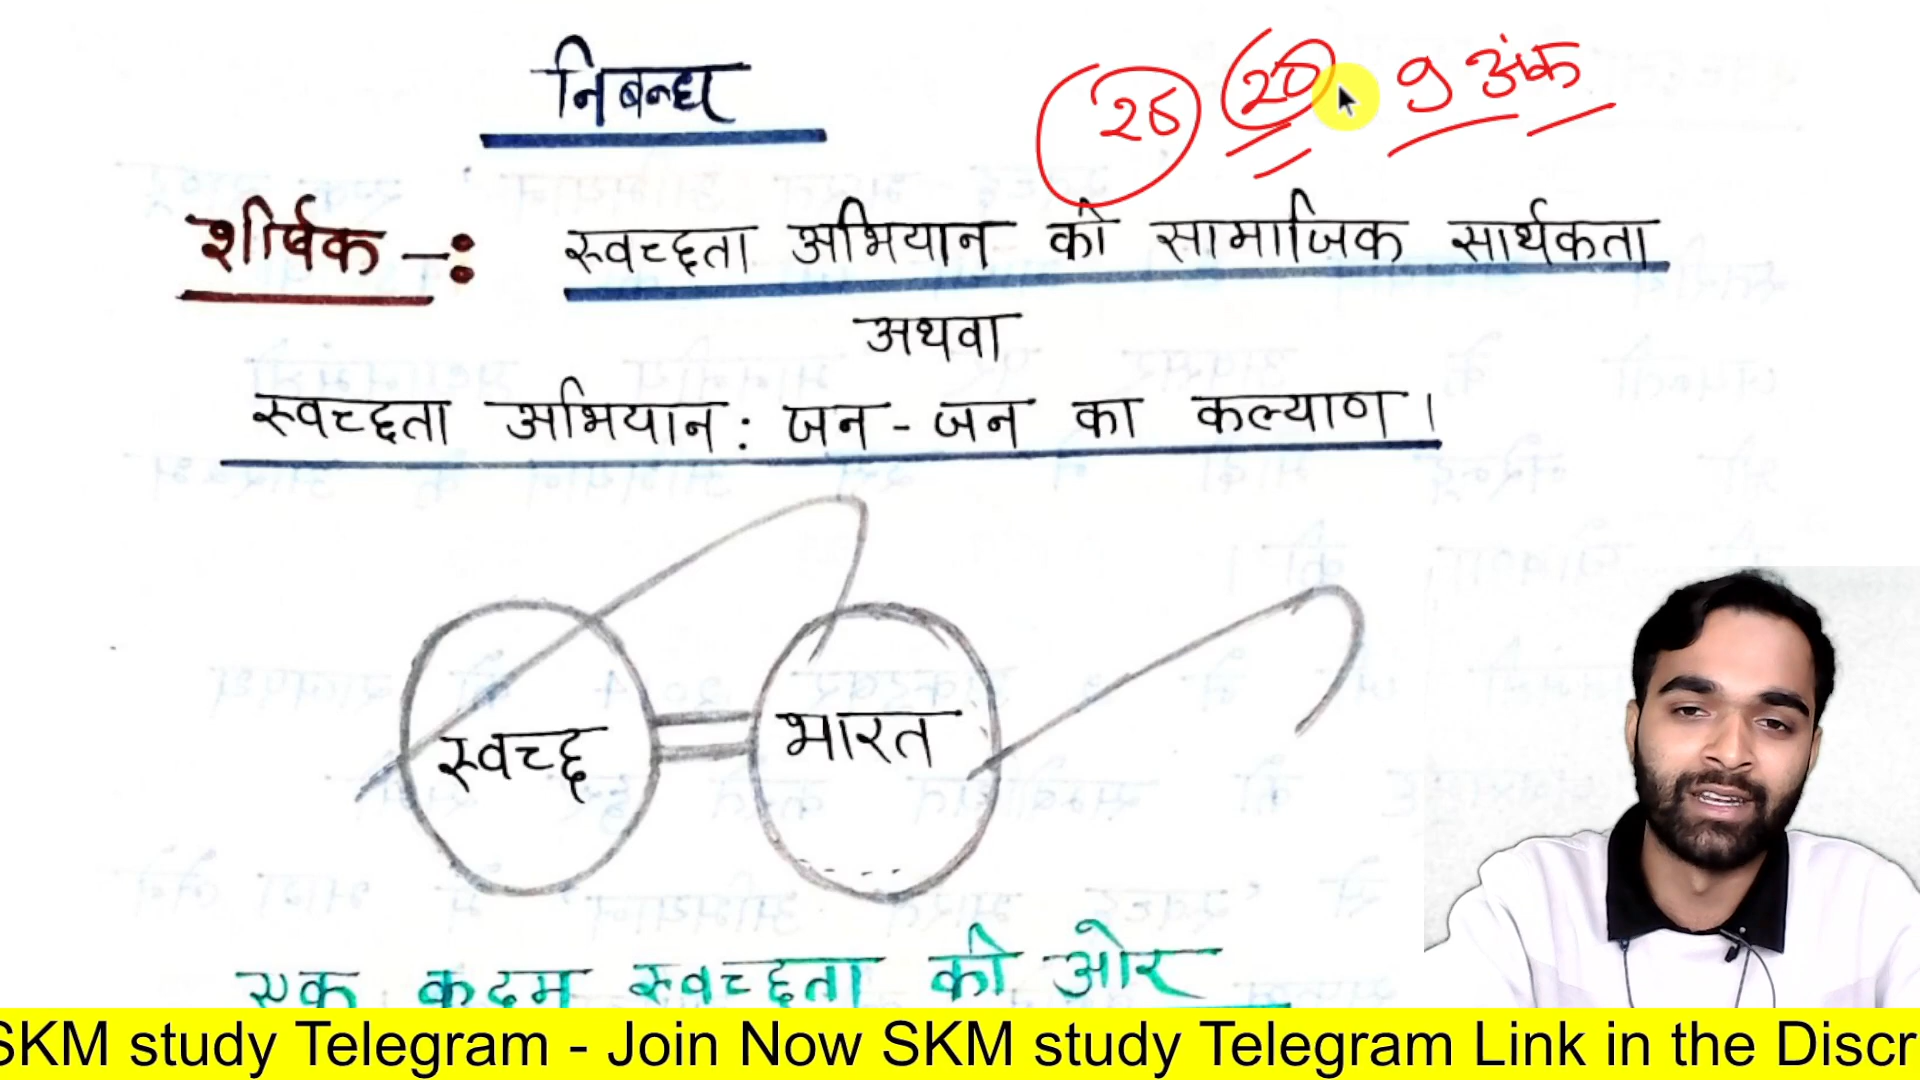 निबन्ध
25 20 9 अंक
शीर्षक -: स्वच्छता अभियान की सामाजिक सार्थकता
अथवा
स्वच्छता अभियान : जन - जन का कल्याण ।
स्वच्छ भारत
एक कदम स्वच्छता की ओर
SKM study Telegram - Join Now SKM study Telegram Link in the Discr